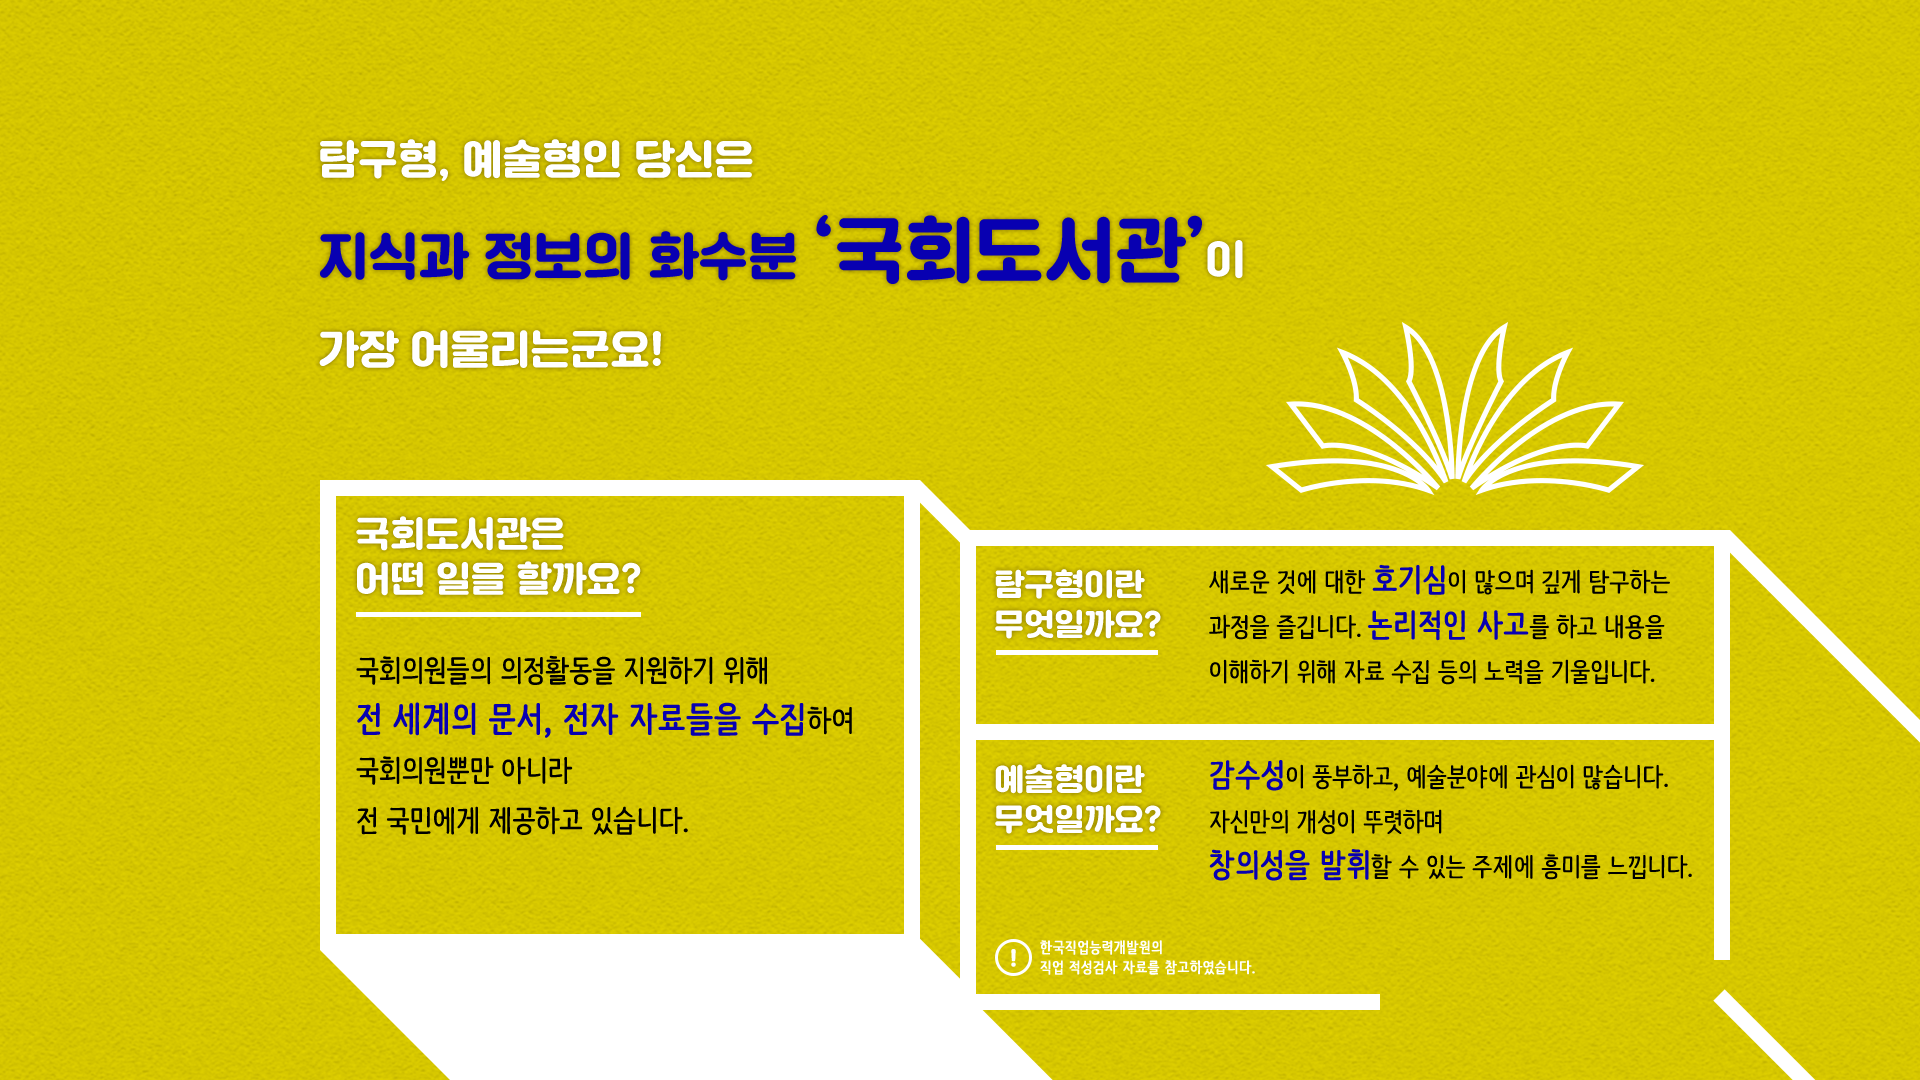 탐구형, 예술형인 당신은
지식과 정보의 화수분 ‘국회도서관’이
가장 어울리는군요!
국회도서관은
어떤 일을 할까요?
국회의원들의 의정활동을 지원하기 위해
전 세계의 문서, 전자 자료들을 수집하여
국회의원뿐만 아니라
전 국민에게 제공하고 있습니다.
탐구형이란
무엇일까요?
새로운 것에 대한 호기심이 많으며 깊게 탐구하는
과정을 즐깁니다. 논리적인 사고를 하고 내용을
이해하기 위해 자료 수집 등의 노력을 기울입니다.
예술형이란
무엇일까요?
감수성이 풍부하고, 예술분야에 관심이 많습니다.
자신만의 개성이 뚜렷하며
창의성을 발휘할 수 있는 주제에 흥미를 느낍니다.
한국직업능력개발원의
직업 적성검사 자료를 참고하였습니다.